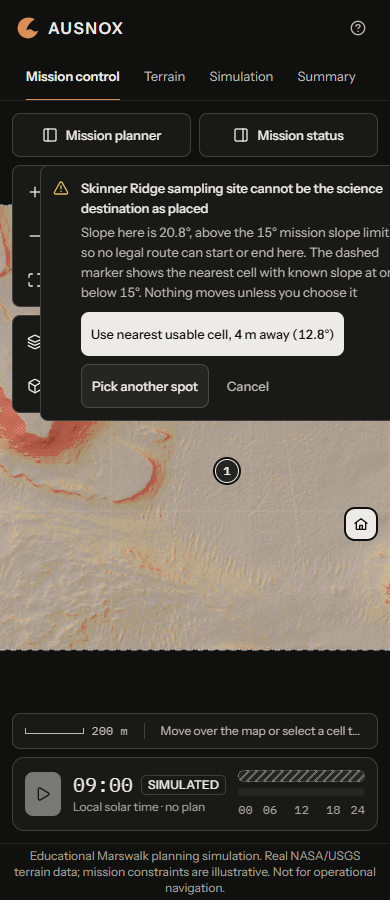 AUSNOX
Mission control Terrain Simulation Summary
Mission planner Mission status
Skinner Ridge sampling site cannot be the science
destination as placed
Slope here is 20.8°, above the 15° mission slope limit
so no legal route can start or end here. The dashed
marker shows the nearest cell with known slope at or
below 15°. Nothing moves unless you choose it
Use nearest usable cell, 4 m away (12.8°)
Pick another spot Cancel
1
200 m Move over the map or select a cell t...
09:00 SIMULATED
Local solar time · no plan
00 06 12 18 24
Educational Marswalk planning simulation. Real NASA/USGS
terrain data; mission constraints are illustrative. Not for operational
navigation.